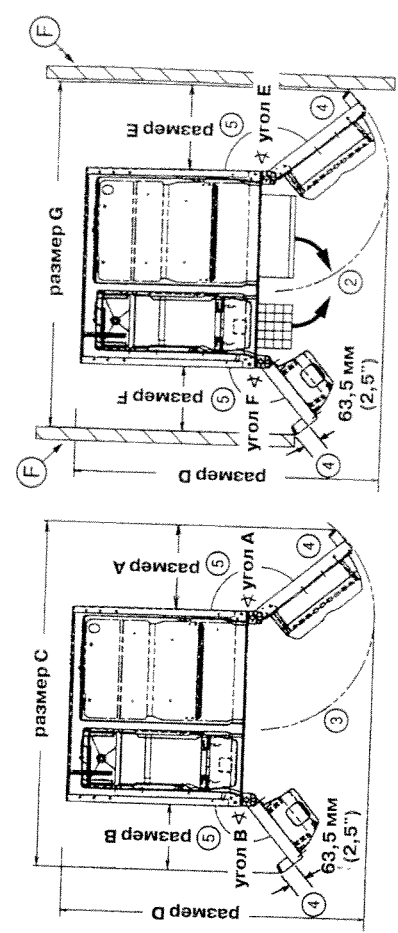 размер G
F
F
размер E
размер F
5
5
угол E
угол F
4
4
2
63,5 мм
(2,5")
размер D
размер C
размер A
размер B
5
5
угол A
угол B
4
4
3
63,5 мм
(2,5")
размер D